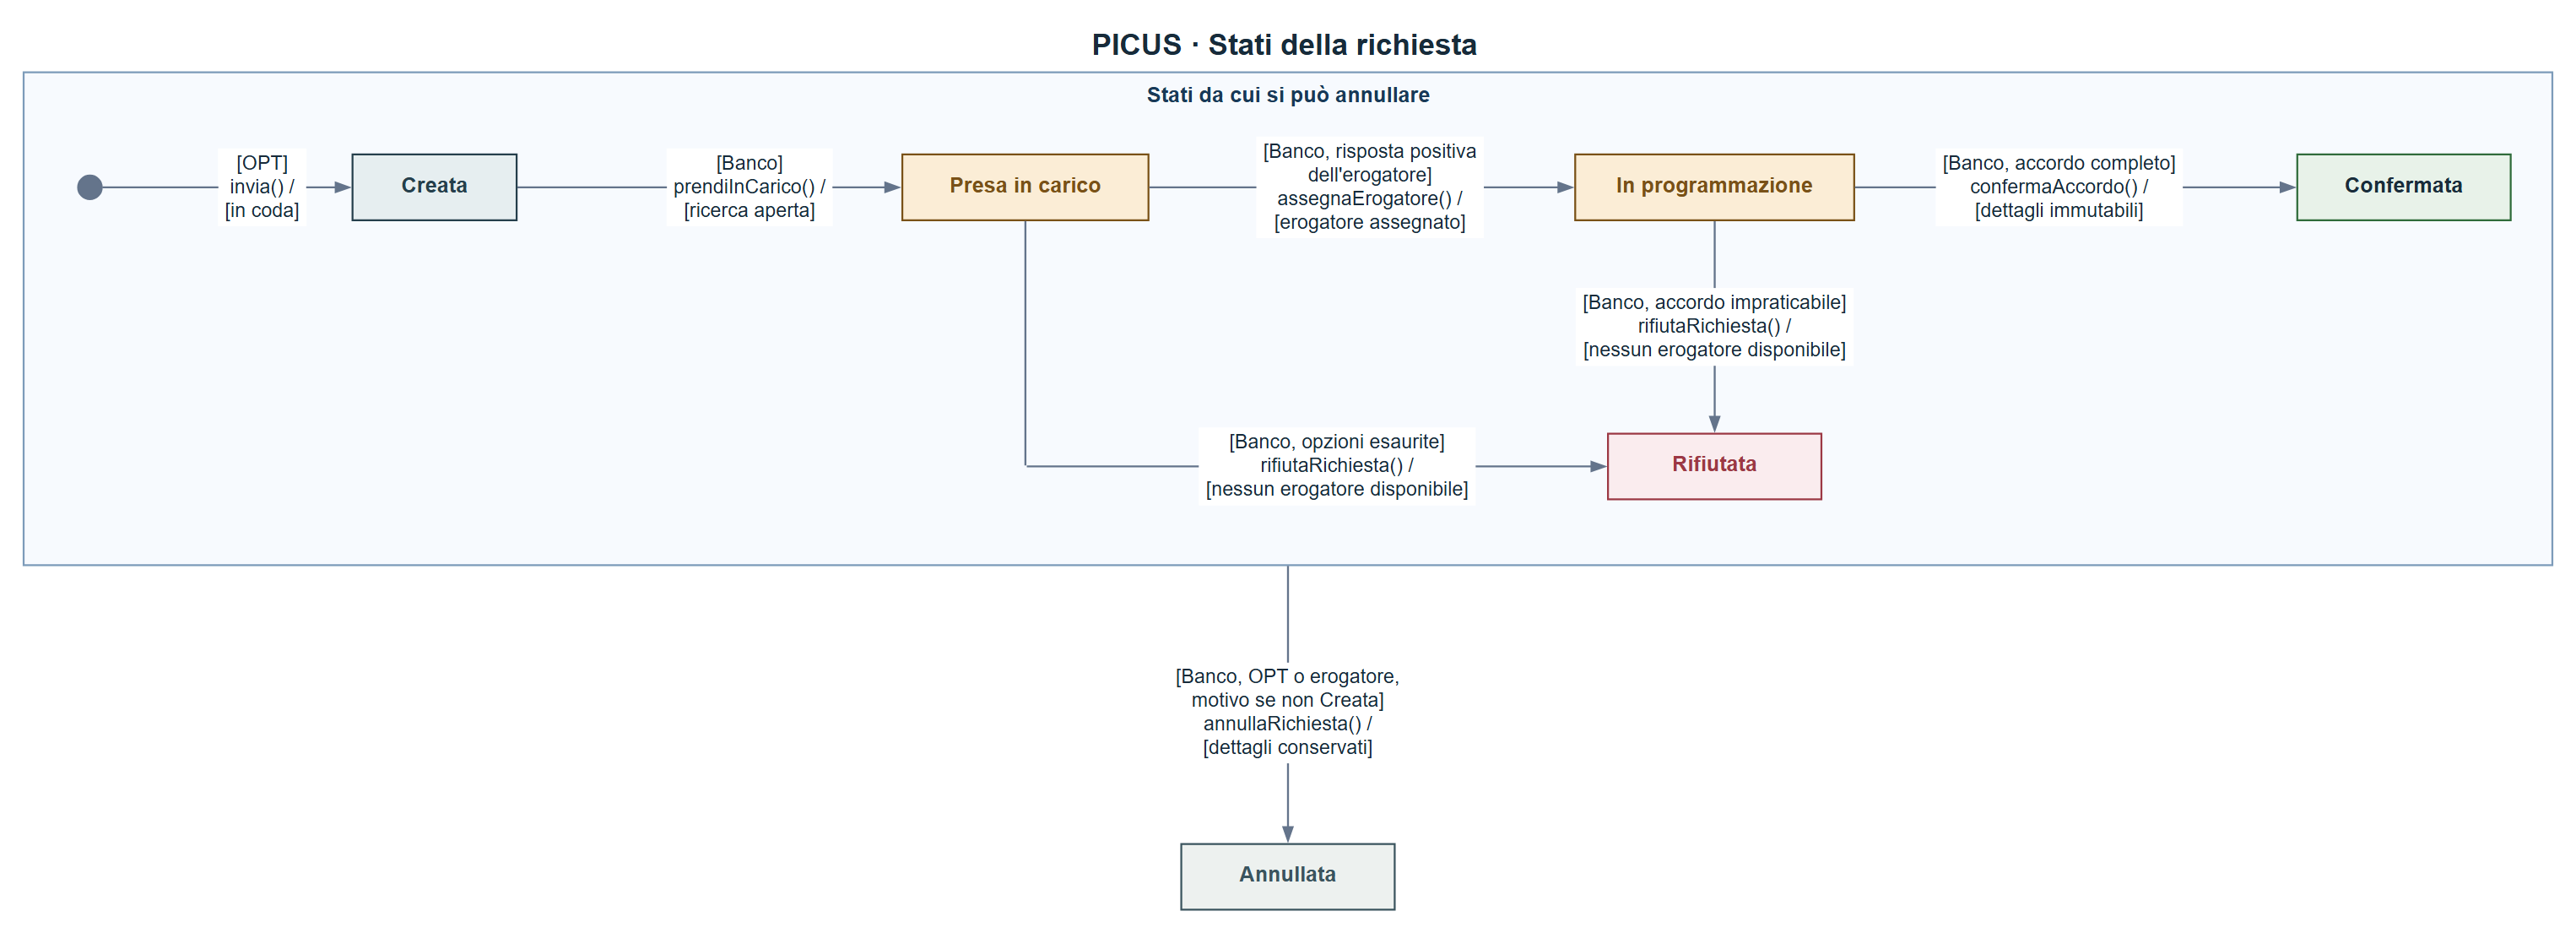 PICUS · Stati della richiesta
Stati da cui si può annullare
[OPT]
invia() /
[in coda]
Creata
[Banco]
prendiInCarico() /
[ricerca aperta]
Presa in carico
[Banco, risposta positiva
dell'erogatore]
assegnaErogatore() /
[erogatore assegnato]
In programmazione
[Banco, accordo completo]
confermaAccordo() /
[dettagli immutabili]
Confermata
[Banco, accordo impraticabile]
rifiutaRichiesta() /
[nessun erogatore disponibile]
[Banco, opzioni esaurite]
rifiutaRichiesta() /
[nessun erogatore disponibile]
Rifiutata
[Banco, OPT o erogatore,
motivo se non Creata]
annullaRichiesta() /
[dettagli conservati]
Annullata